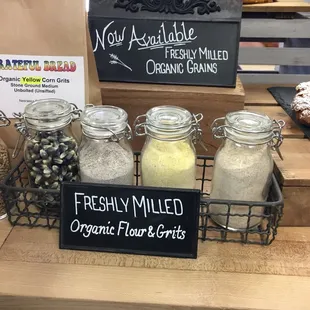 Now Available
Freshly Milled
Organic Grains
GRATEFUL BREAD
Organic Yellow Corn Grits
Stone Ground Medium
Unbolted (Unsifted)
Freshly Milled
Organic Flour & Grits